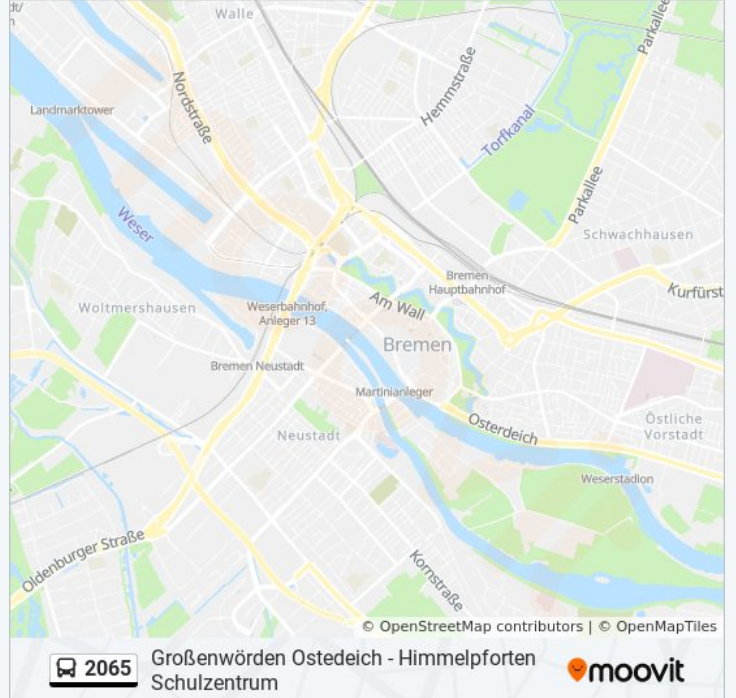 dt/
Walle
Parkallee
Nordstraße
Hemmstraße
Landmarktower
Torfkanal
Parkallee
Weser
Schwachhausen
Bremen
Hauptbahnhof
Kurfürst
Woltmershausen
Weserbahnhof,
Anleger 13
Am Wall
Bremen
Bremen Neustadt
Martinianleger
Neustadt
Osterdeich
Östliche
Vorstadt
Weserstadion
Oldenburger Straße
Kornstraße
© OpenStreetMap contributors | © OpenMapTiles
2065
Großenwörden Ostedeich - Himmelpforten
Schulzentrum
moovit